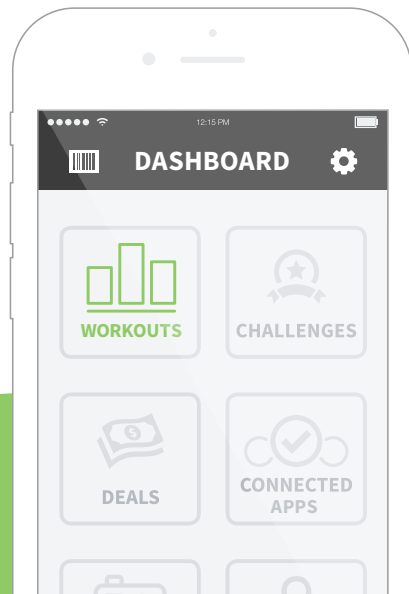 12:15 PM
DASHBOARD
WORKOUTS
CHALLENGES
DEALS
CONNECTED
APPS